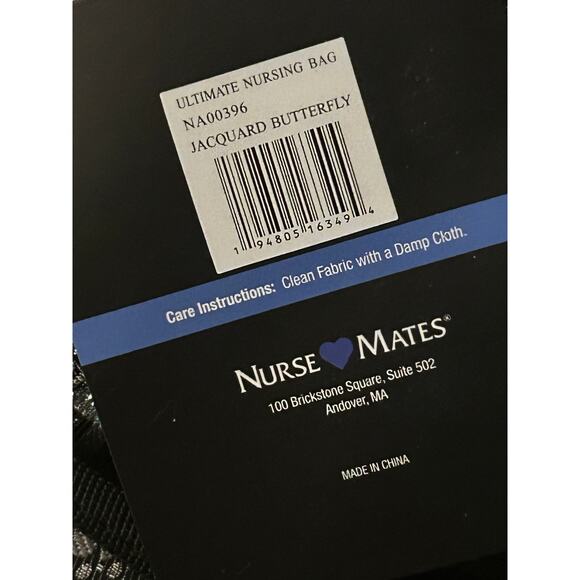 ULTIMATE NURSING BAG
NA00396
JACQUARD BUTTERFLY
1 94805 16349 4
Care Instructions: Clean Fabric with a Damp Cloth.
NURSE MATES®
100 Brickstone Square, Suite 502
Andover, MA
MADE IN CHINA